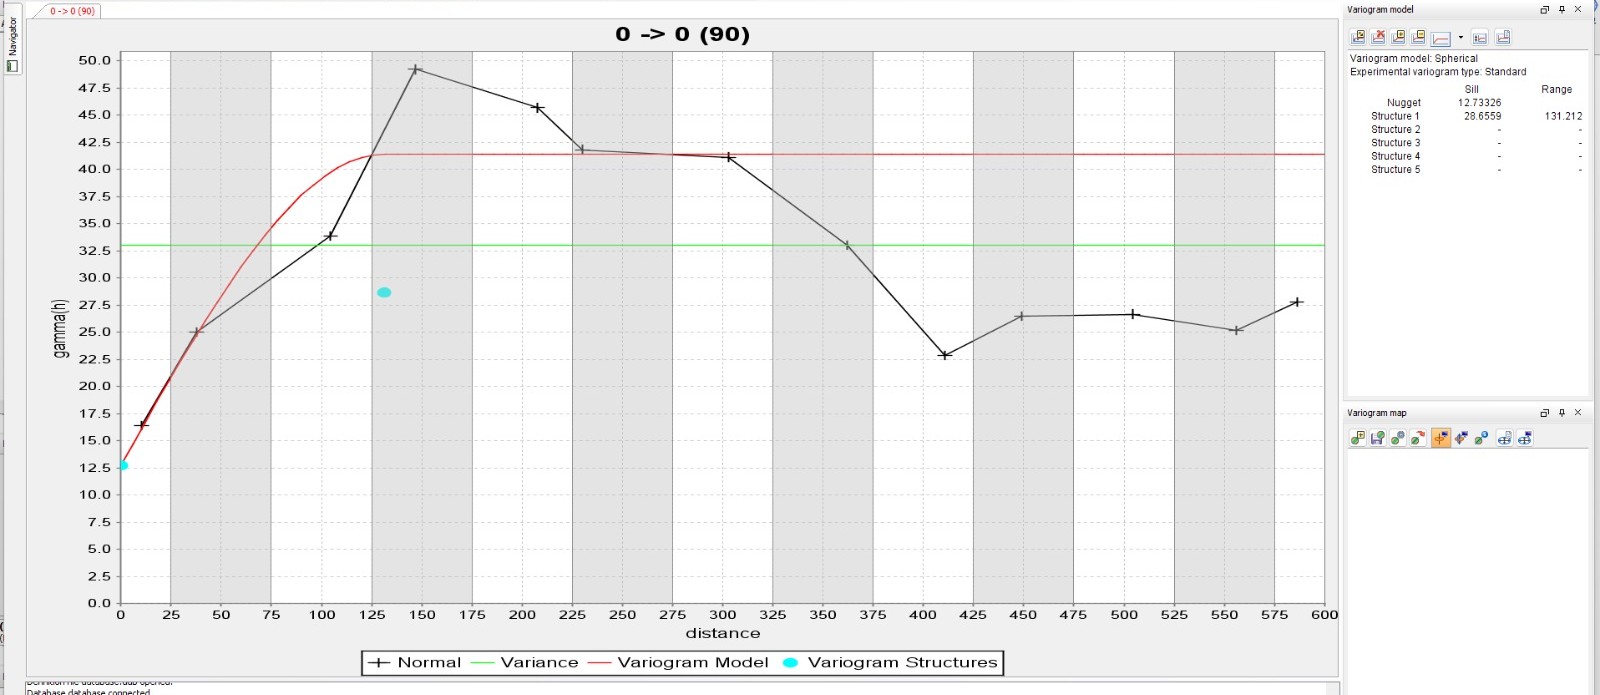 0 -> 0 (90)
Navigator
0 -> 0 (90)
50.0
47.5
45.0
42.5
40.0
37.5
35.0
32.5
30.0
27.5
25.0
22.5
20.0
17.5
15.0
12.5
10.0
7.5
5.0
2.5
0.0
gamma(h)
0 25 50 75 100 125 150 175 200 225 250 275 300 325 350 375 400 425 450 475 500 525 550 575 600
distance
Normal Variance Variogram Model Variogram Structures
Database database connected
Variogram model
Variogram model: Spherical
Experimental variogram type: Standard
Sill Range
Nugget 12.73326
Structure 1 28.6559 131.212
Structure 2 - -
Structure 3 - -
Structure 4 - -
Structure 5 - -
Variogram map